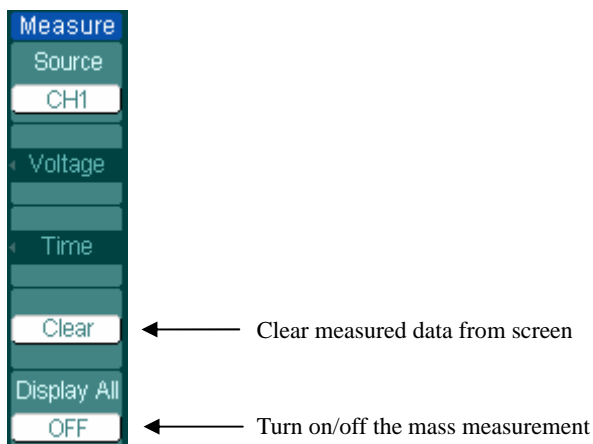 Measure
Source
CH1
Voltage
Time
Clear
Clear measured data from screen
Display All
OFF
Turn on/off the mass measurement